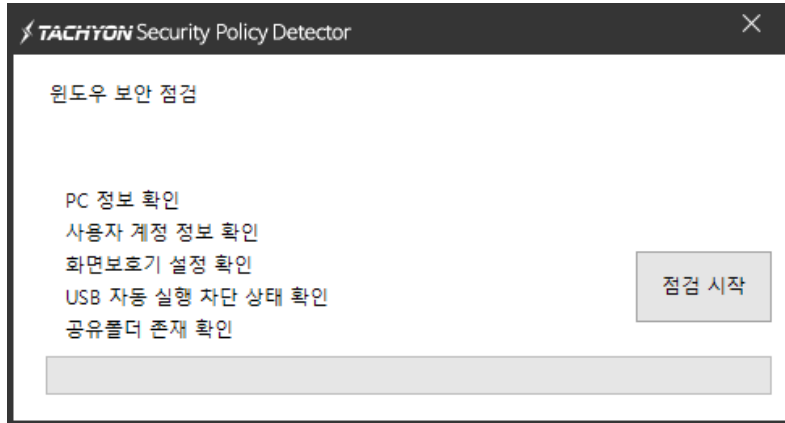 TACHYON Security Policy Detector
윈도우 보안 점검
PC 정보 확인
사용자 계정 정보 확인
화면보호기 설정 확인
USB 자동 실행 차단 상태 확인
점검 시작
공유폴더 존재 확인